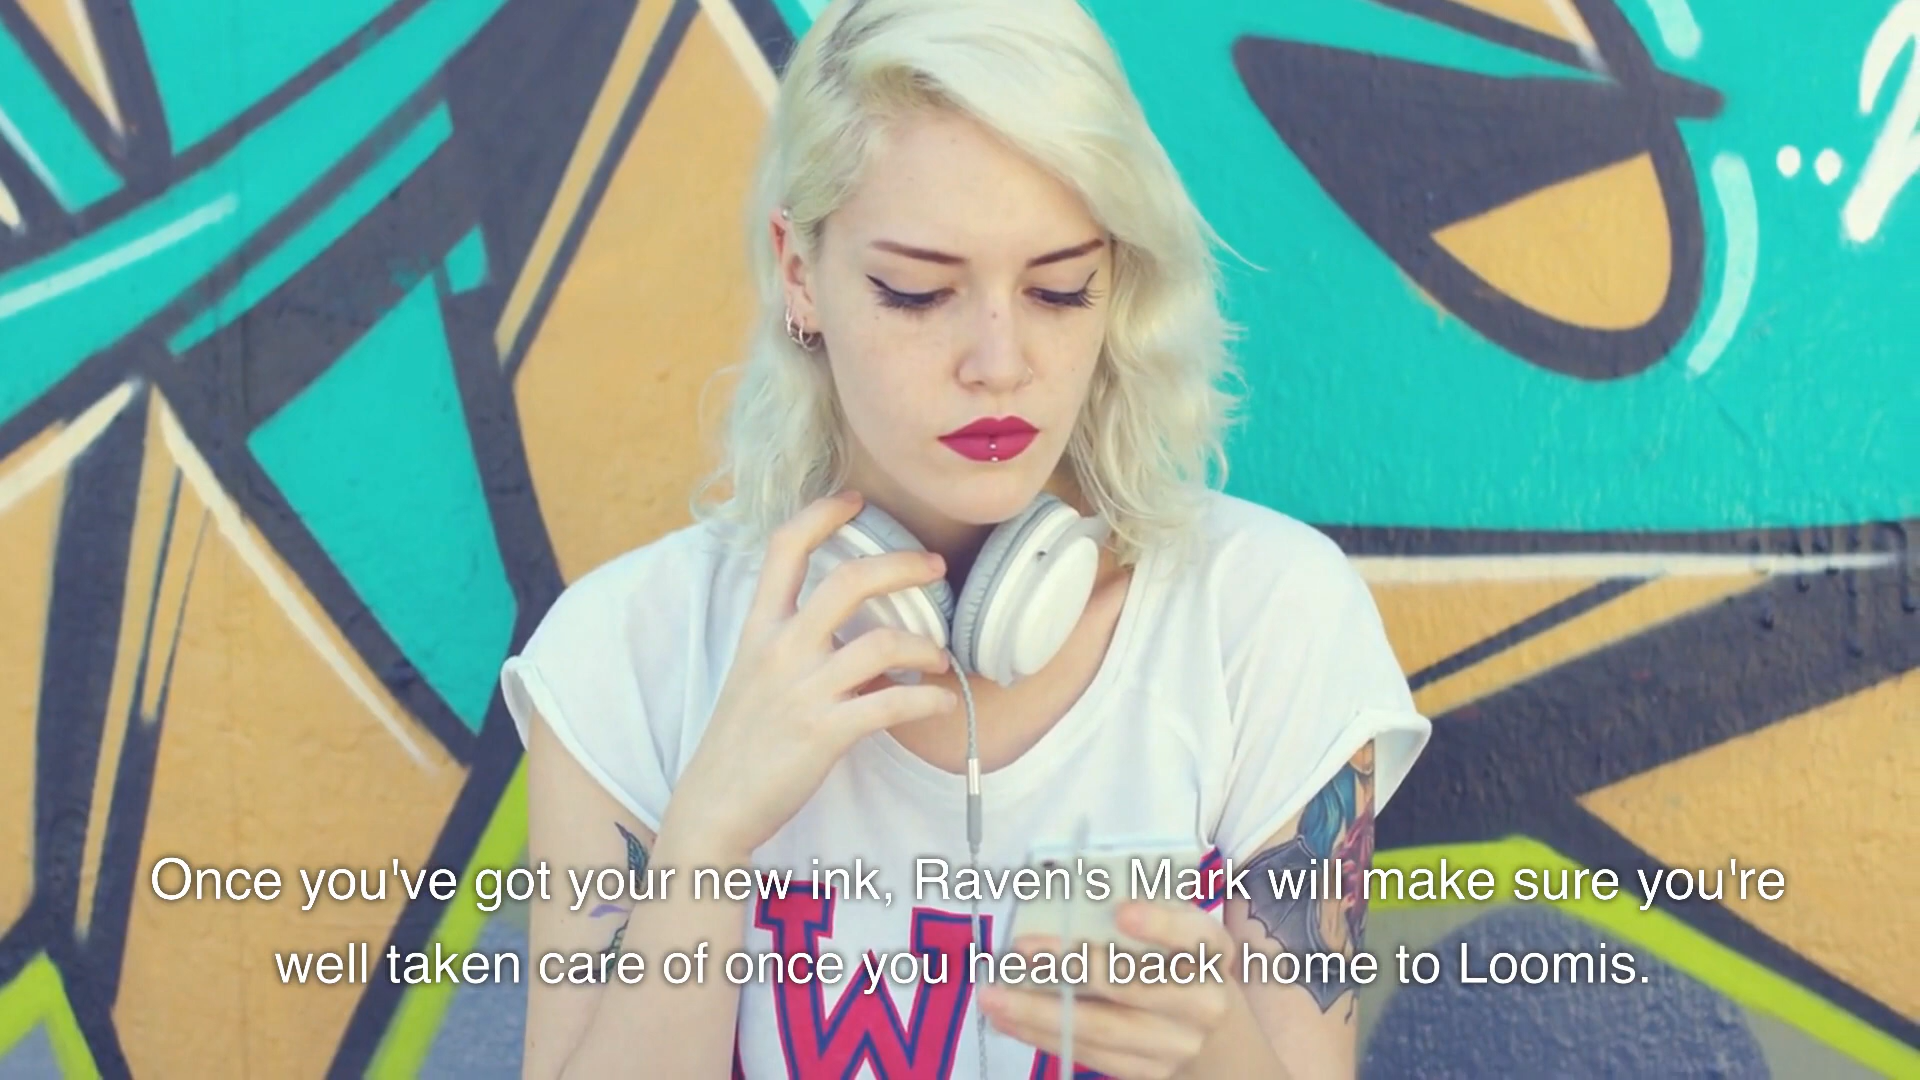 Once you've got your new ink, Raven's Mark will make sure you're
well taken care of once you head back home to Loomis.
W